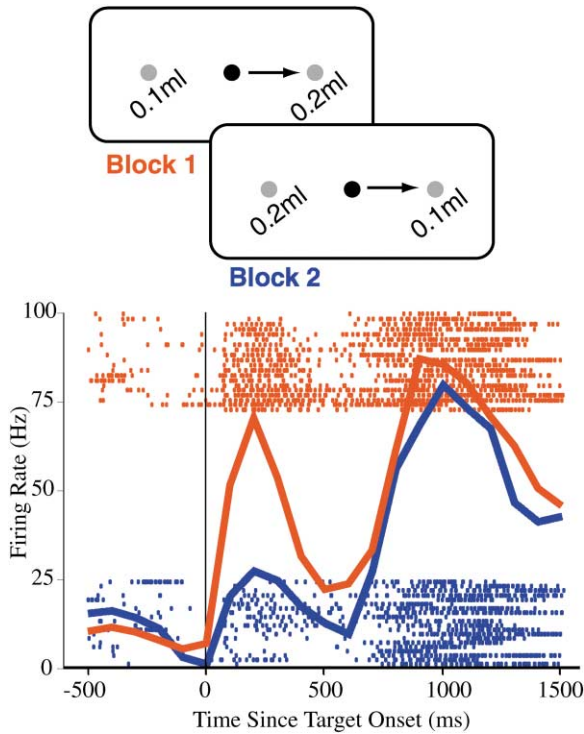 0.1ml
0.2ml
Block 1
0.2ml
0.1ml
Block 2
100
75
50
25
0
Firing Rate (Hz)
-500
0
500
1000
1500
Time Since Target Onset (ms)